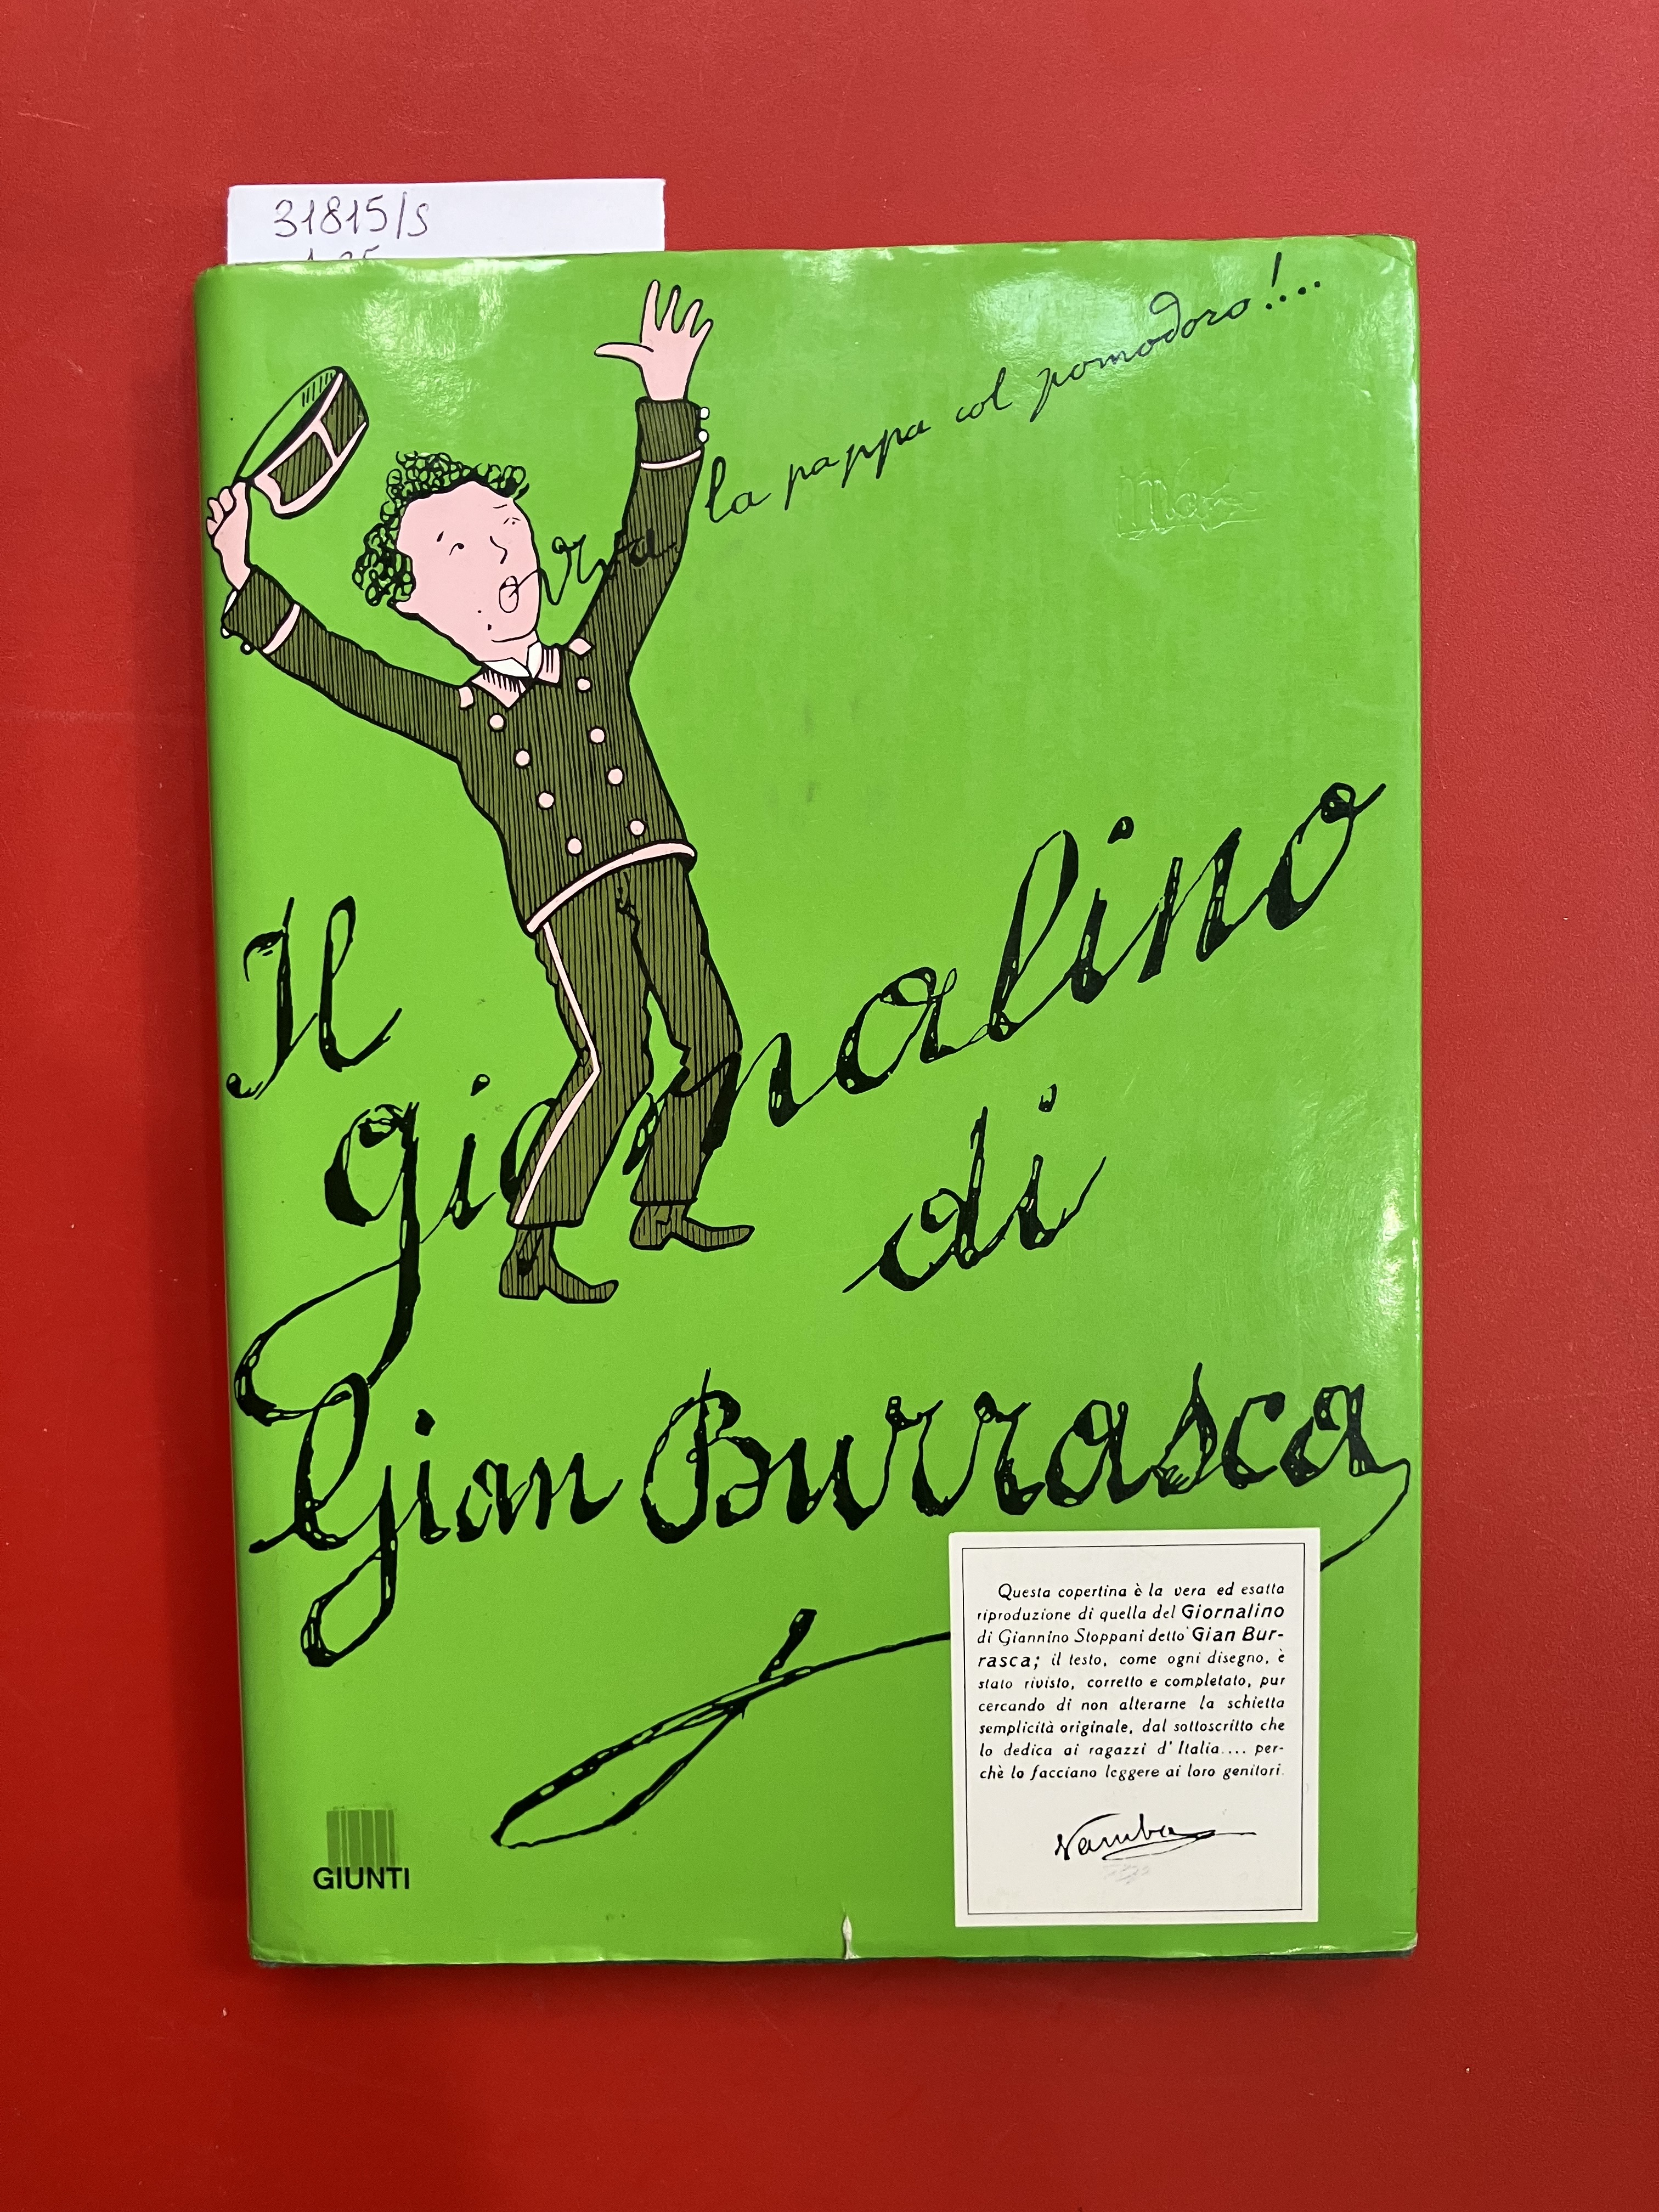 31815/s
viva la pappa col pomodoro!...
Il
giornalino
di
Gian Burrasca
Questa copertina è la vera ed esatta
riproduzione di quella del Giornalino
di Giannino Stoppani detto Gian Bur-
rasca; il testo, come ogni disegno, è
stato rivisto, corretto e completato, pur
cercando di non alterarne la schietta
semplicità originale, dal sottoscritto che
lo dedica ai ragazzi d'Italia.... per-
chè lo facciano leggere ai loro genitori.
Vamba
GIUNTI